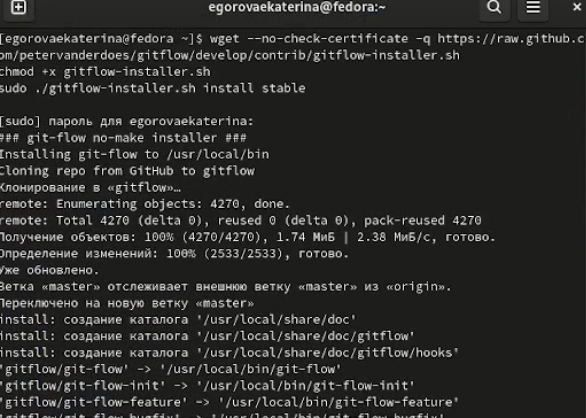 egorovaekaterina@fedora:~
[egorovaekaterina@fedora ~]$ wget --no-check-certificate -q https://raw.github.c
om/petervanderdoes/gitflow/develop/contrib/gitflow-installer.sh
chmod +x gitflow-installer.sh
sudo ./gitflow-installer.sh install stable
[sudo] пароль для egorovaekaterina:
### git-flow no-make installer ###
Installing git-flow to /usr/local/bin
Cloning repo from GitHub to gitflow
Клонирование в «gitflow»…
remote: Enumerating objects: 4270, done.
remote: Total 4270 (delta 0), reused 0 (delta 0), pack-reused 4270
Получение объектов: 100% (4270/4270), 1.74 МиБ | 2.38 МиБ/с, готово.
Определение изменений: 100% (2533/2533), готово.
Уже обновлено.
Ветка «master» отслеживает внешнюю ветку «master» из «origin».
Переключено на новую ветку «master»
install: создание каталога '/usr/local/share/doc'
install: создание каталога '/usr/local/share/doc/gitflow'
install: создание каталога '/usr/local/share/doc/gitflow/hooks'
'gitflow/git-flow' -> '/usr/local/bin/git-flow'
'gitflow/git-flow-init' -> '/usr/local/bin/git-flow-init'
'gitflow/git-flow-feature' -> '/usr/local/bin/git-flow-feature'
'gitflow/git-flow-bugfix' -> '/usr/local/bin/git-flow-bugfix'